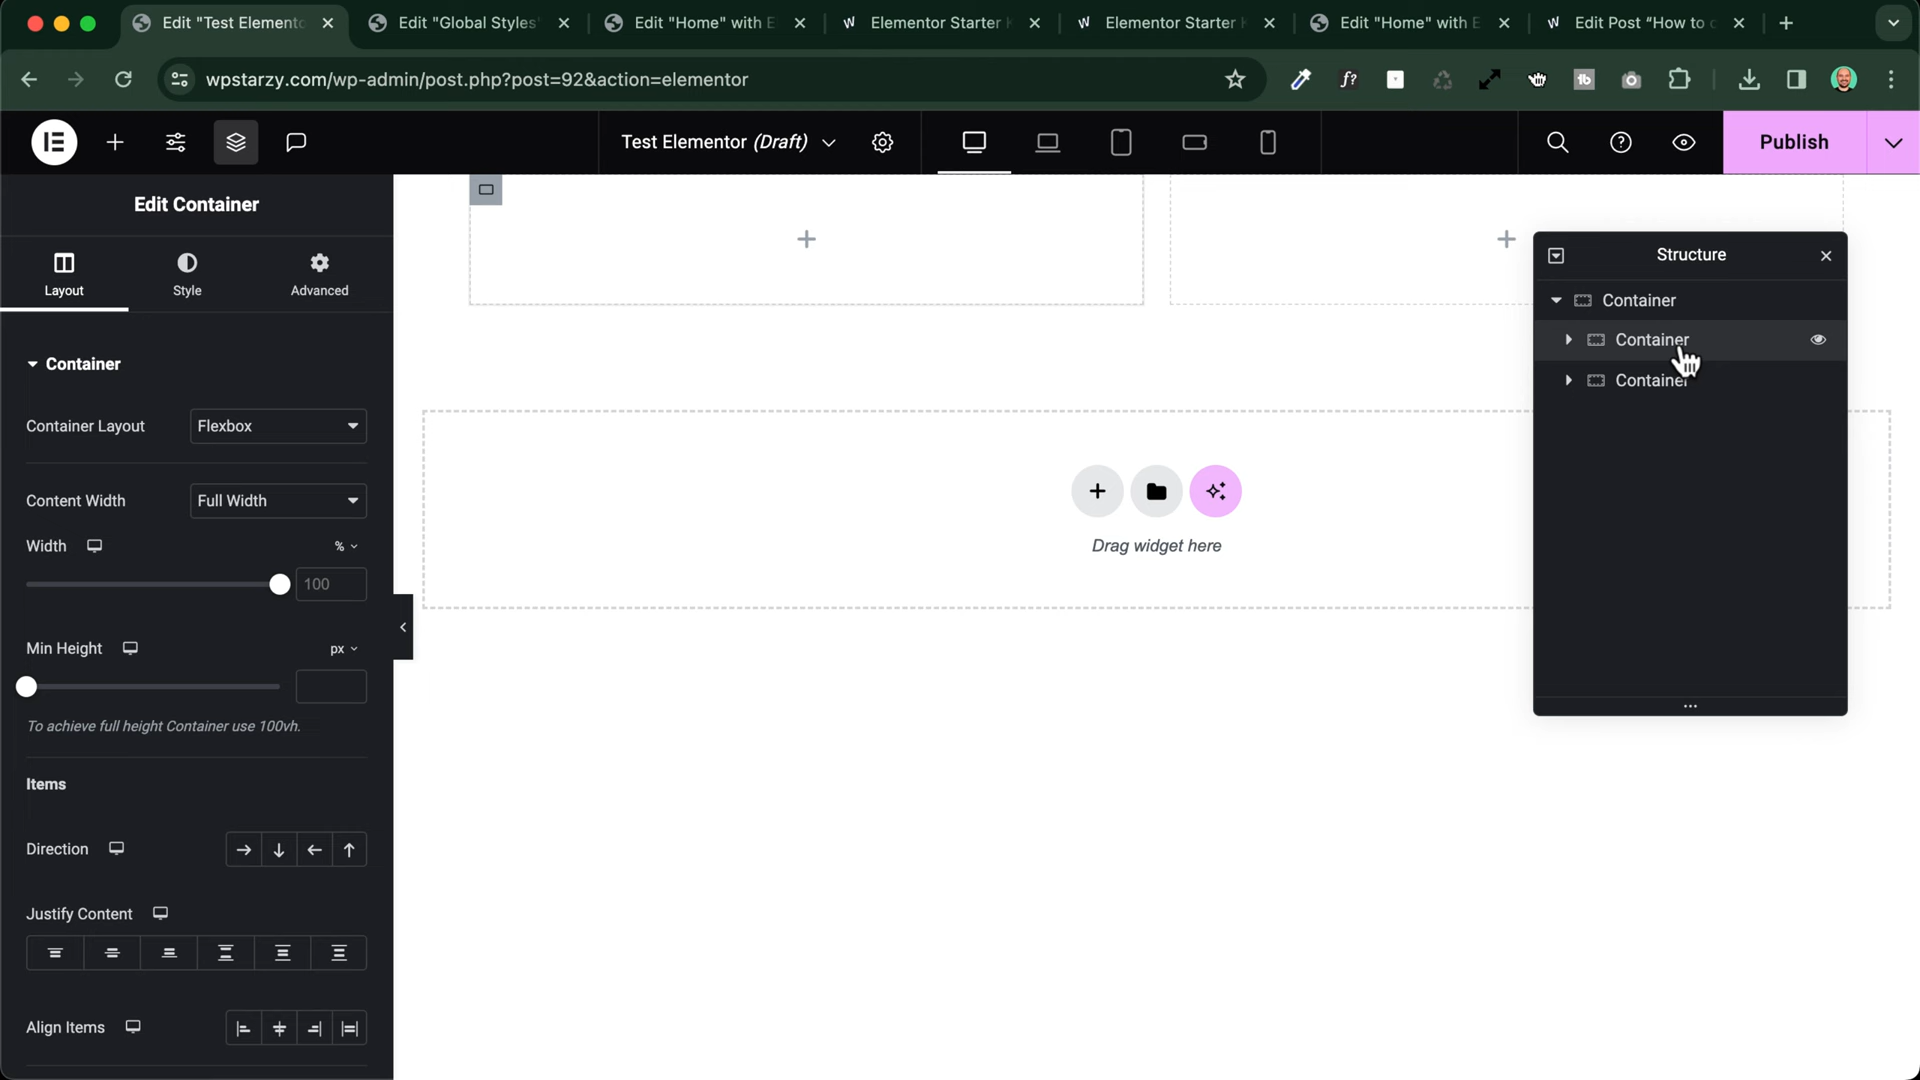 Edit "Test Elemento
Edit "Global Styles"
Edit "Home" with E
Elementor Starter K
Elementor Starter K
Edit "Home" with E
Edit Post “How to c
wpstarzy.com/wp-admin/post.php?post=92&action=elementor
f?
tb
Test Elementor (Draft)
Publish
Edit Container
Layout
Style
Advanced
Container
Container Layout
Flexbox
Content Width
Full Width
Width
%
100
Min Height
px
To achieve full height Container use 100vh.
Items
Direction
Justify Content
Align Items
Drag widget here
Structure
Container
Container
Container